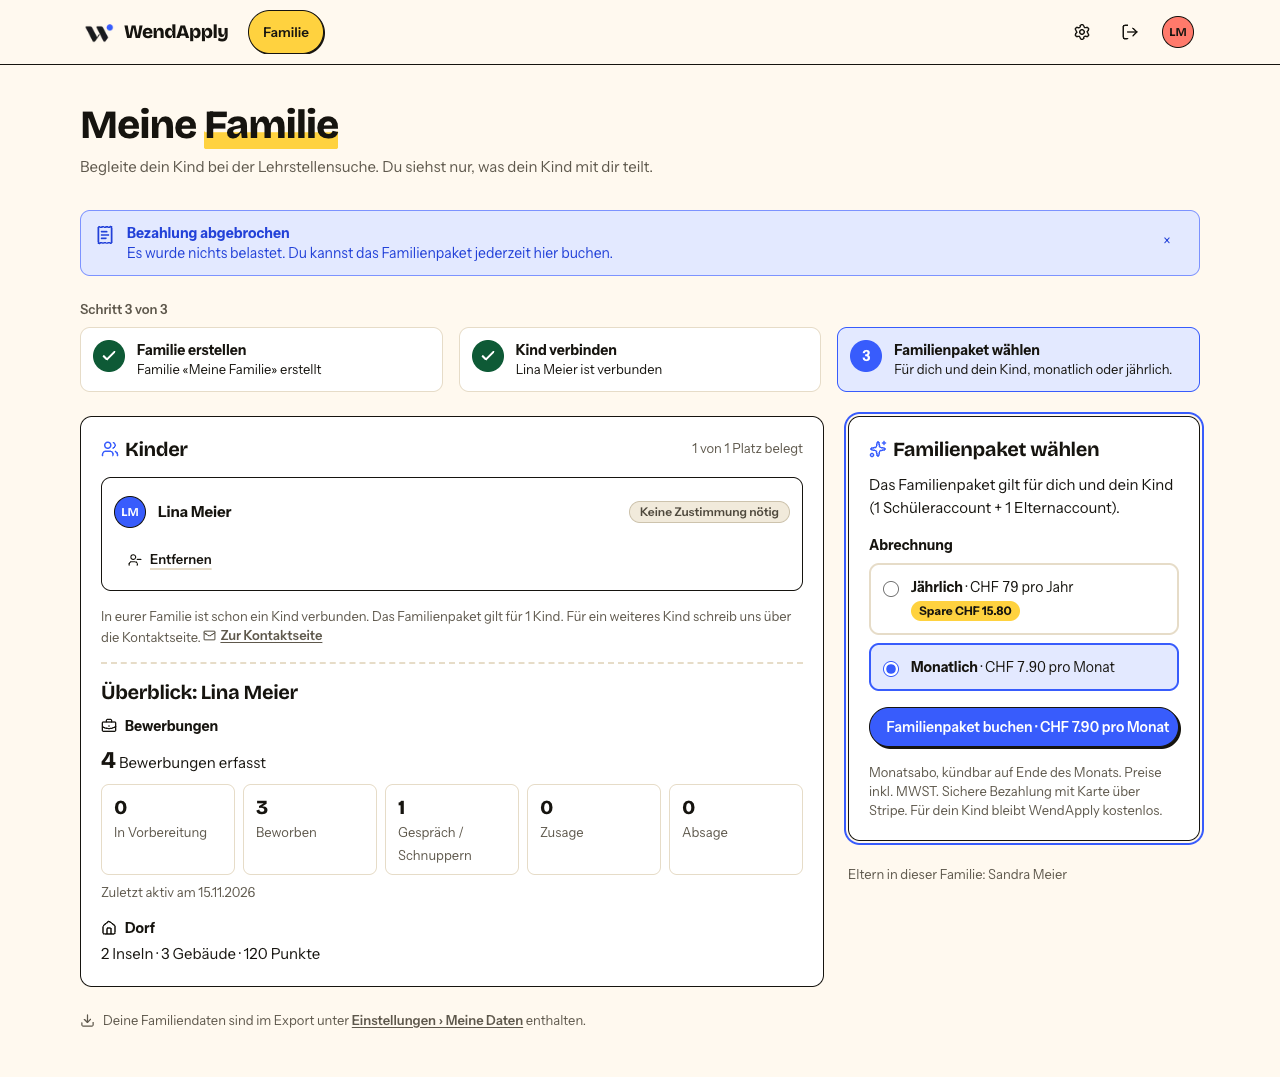 WendApply
Familie
LM
Meine Familie
Begleite dein Kind bei der Lehrstellensuche. Du siehst nur, was dein Kind mit dir teilt.
Bezahlung abgebrochen
Es wurde nichts belastet. Du kannst das Familienpaket jederzeit hier buchen.
×
Schritt 3 von 3
Familie erstellen
Familie «Meine Familie» erstellt
Kind verbinden
Lina Meier ist verbunden
3
Familienpaket wählen
Für dich und dein Kind, monatlich oder jährlich.
Kinder
1 von 1 Platz belegt
LM
Lina Meier
Keine Zustimmung nötig
Entfernen
In eurer Familie ist schon ein Kind verbunden. Das Familienpaket gilt für 1 Kind. Für ein weiteres Kind schreib uns über
die Kontaktseite. Zur Kontaktseite
Überblick: Lina Meier
Bewerbungen
4 Bewerbungen erfasst
0
In Vorbereitung
3
Beworben
1
Gespräch /
Schnuppern
0
Zusage
0
Absage
Zuletzt aktiv am 15.11.2026
Dorf
2 Inseln · 3 Gebäude · 120 Punkte
Familienpaket wählen
Das Familienpaket gilt für dich und dein Kind
(1 Schüleraccount + 1 Elternaccount).
Abrechnung
Jährlich · CHF 79 pro Jahr
Spare CHF 15.80
Monatlich · CHF 7.90 pro Monat
Familienpaket buchen · CHF 7.90 pro Monat
Monatsabo, kündbar auf Ende des Monats. Preise
inkl. MWST. Sichere Bezahlung mit Karte über
Stripe. Für dein Kind bleibt WendApply kostenlos.
Eltern in dieser Familie: Sandra Meier
Deine Familiendaten sind im Export unter Einstellungen › Meine Daten enthalten.